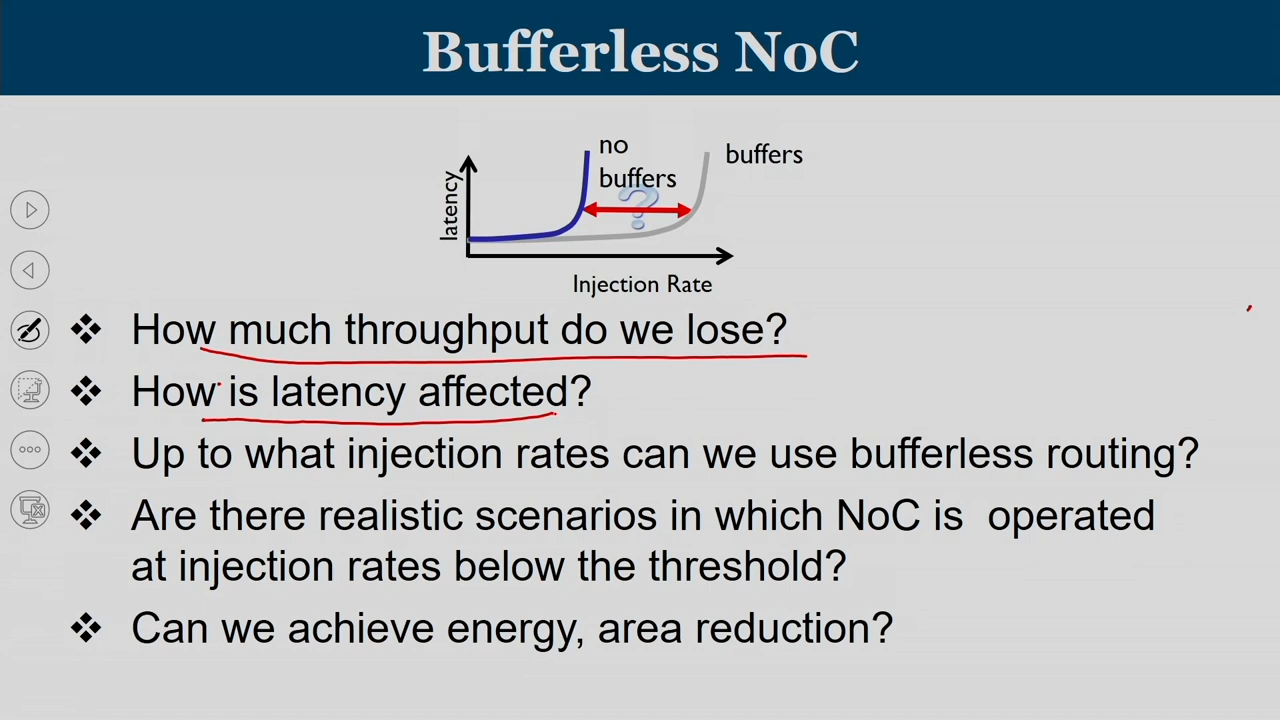 Bufferless NoC
no
buffers
buffers
?
latency
Injection Rate
❖ How much throughput do we lose?
❖ How is latency affected?
❖ Up to what injection rates can we use bufferless routing?
❖ Are there realistic scenarios in which NoC is operated
at injection rates below the threshold?
❖ Can we achieve energy, area reduction?